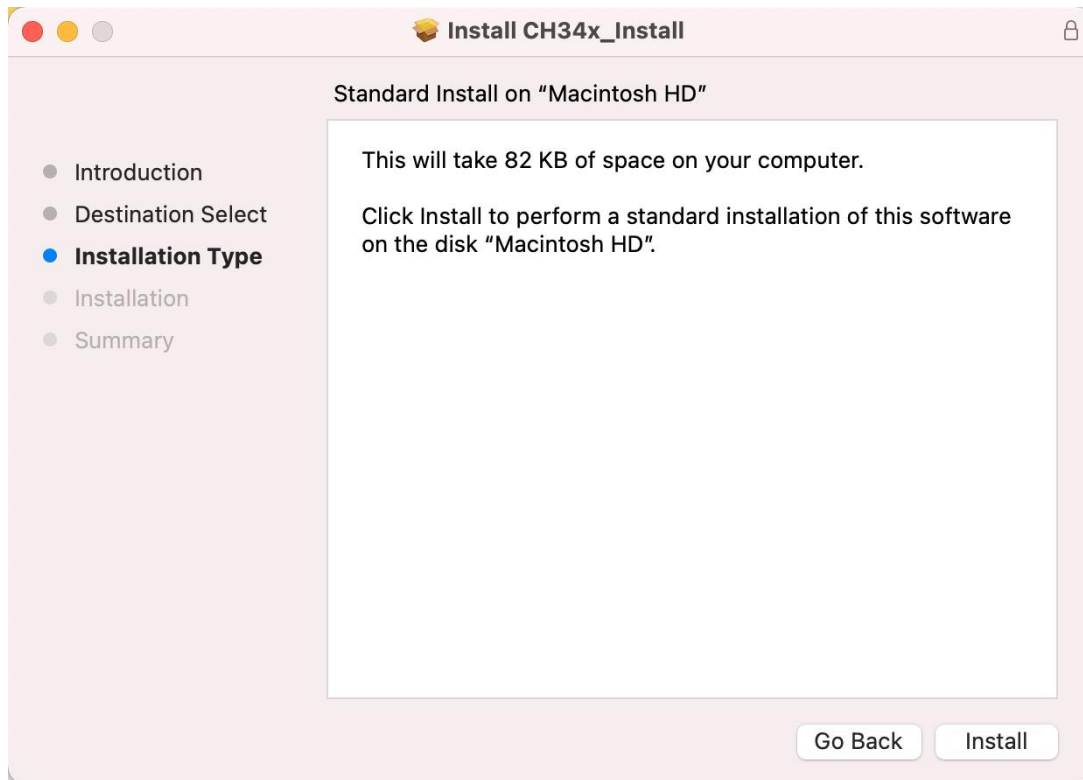 Install CH34x_Install
Standard Install on “Macintosh HD”
Introduction
Destination Select
Installation Type
Installation
Summary
This will take 82 KB of space on your computer.
Click Install to perform a standard installation of this software
on the disk “Macintosh HD”.
Go Back
Install